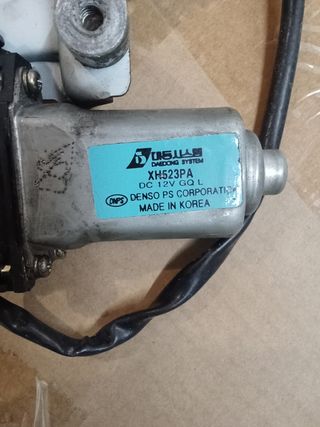 대동시스템
DAEDONG SYSTEM
XH523PA
DC 12V GQ L
DNPS DENSO PS CORPORATION
MADE IN KOREA